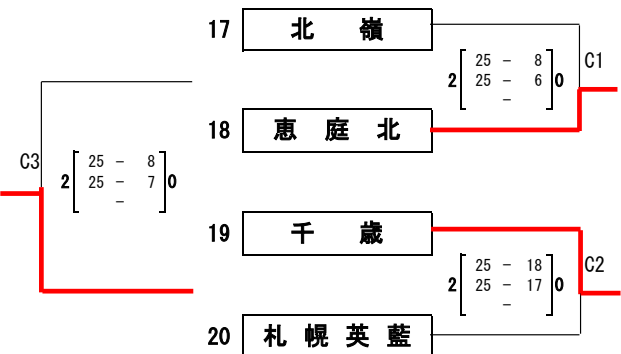 17 北 嶺
25 － 8
2 25 － 6 0
－
C1
18 恵 庭 北
C3
25 － 8
2 25 － 7 0
－
19 千 歳
25 － 18
2 25 － 17 0
－
C2
20 札 幌 英 藍